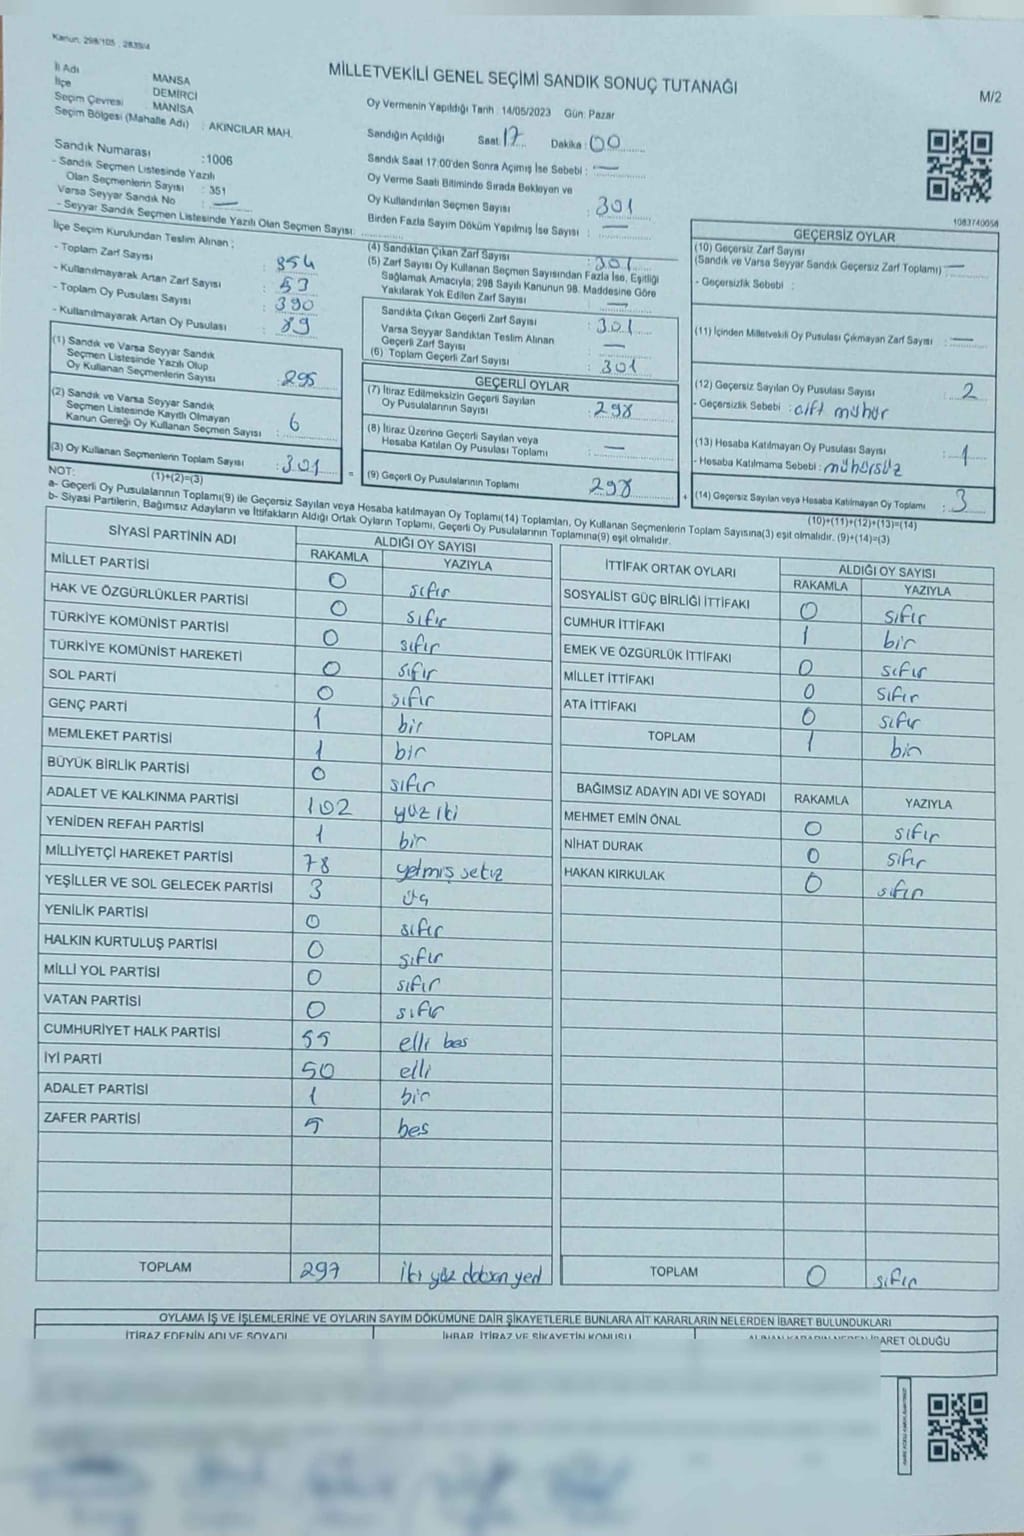 Kanun, 298/105 . 2839/4
MİLLETVEKİLİ GENEL SEÇİMİ SANDIK SONUÇ TUTANAĞI
M/2
İl Adı MANSA
İlçe DEMİRCİ
Seçim Çevresi MANİSA
Seçim Bölgesi (Mahalle Adı) : AKINCILAR MAH.
Oy Vermenin Yapıldığı Tarih : 14/05/2023 Gün: Pazar
Sandığın Açıldığı Saat: 17 Dakika : 00
Sandık Saat 17:00'den Sonra Açımış İse Sebebi : —
Oy Verme Saati Bitiminde Sırada Bekleyen ve
Oy Kullandırılan Seçmen Sayısı : 301
Birden Fazla Sayım Döküm Yapılmış İse Sayısı : —
Sandık Numarası :1006
- Sandık Seçmen Listesinde Yazılı
Olan Seçmenlerin Sayısı : 351
Varsa Seyyar Sandık No : —
- Seyyar Sandık Seçmen Listesinde Yazılı Olan Seçmen Sayısı:
1083740058
İlçe Seçim Kurulundan Teslim Alınan ;
- Toplam Zarf Sayısı : 354
- Kullanılmayarak Artan Zarf Sayısı : 53
- Toplam Oy Pusulası Sayısı : 390
- Kullanılmayarak Artan Oy Pusulası : 89
(1) Sandık ve Varsa Seyyar Sandık
Seçmen Listesinde Yazılı Olup
Oy Kullanan Seçmenlerin Sayısı : 295
(2) Sandık ve Varsa Seyyar Sandık
Seçmen Listesinde Kayıtlı Olmayan
Kanun Gereği Oy Kullanan Seçmen Sayısı : 6
(3) Oy Kullanan Seçmenlerin Toplam Sayısı : 301
(4) Sandıktan Çıkan Zarf Sayısı : 301
(5) Zarf Sayısı Oy Kullanan Seçmen Sayısından Fazla İse, Eşitliği
Sağlamak Amacıyla; 298 Sayılı Kanunun 98. Maddesine Göre
Yakılarak Yok Edilen Zarf Sayısı : —
Sandıkta Çıkan Geçerli Zarf Sayısı : 301
Varsa Seyyar Sandıktan Teslim Alınan
Geçerli Zarf Sayısı : —
(6) Toplam Geçerli Zarf Sayısı : 301
GEÇERLİ OYLAR
(7) İtiraz Edilmeksizin Geçerli Sayılan
Oy Pusulalarının Sayısı : 298
(8) İtiraz Üzerine Geçerli Sayılan veya
Hesaba Katılan Oy Pusulası Toplamı : —
= (9) Geçerli Oy Pusulalarının Toplamı 298
GEÇERSİZ OYLAR
(10) Geçersiz Zarf Sayısı
(Sandık ve Varsa Seyyar Sandık Geçersiz Zarf Toplamı) : —
- Geçersizlik Sebebi :
(11) İçinden Milletvekili Oy Pusulası Çıkmayan Zarf Sayısı : —
(12) Geçersiz Sayılan Oy Pusulası Sayısı : 2
- Geçersizlik Sebebi : çift mühür
(13) Hesaba Katılmayan Oy Pusulası Sayısı : 1
- Hesaba Katılmama Sebebi : mühürsüz
+ (14) Geçersiz Sayılan veya Hesaba Katılmayan Oy Toplamı : 3
NOT: (1)+(2)=(3)
(10)+(11)+(12)+(13)=(14)
a- Geçerli Oy Pusulalarının Toplamı(9) ile Geçersiz Sayılan veya Hesaba katılmayan Oy Toplamı(14) Toplamları, Oy Kullanan Seçmenlerin Toplam Sayısına(3) eşit olmalıdır. (9)+(14)=(3)
b- Siyasi Partilerin, Bağımsız Adayların ve İttifakların Aldığı Ortak Oyların Toplamı, Geçerli Oy Pusulalarının Toplamına(9) eşit olmalıdır.
SİYASİ PARTİNİN ADI ALDIĞI OY SAYISI
RAKAMLA YAZIYLA
MİLLET PARTİSİ 0 sıfır
HAK VE ÖZGÜRLÜKLER PARTİSİ 0 sıfır
TÜRKİYE KOMÜNİST PARTİSİ 0 sıfır
TÜRKİYE KOMÜNİST HAREKETİ 0 sıfır
SOL PARTİ 0 sıfır
GENÇ PARTİ 1 bir
MEMLEKET PARTİSİ 1 bir
BÜYÜK BİRLİK PARTİSİ 0 sıfır
ADALET VE KALKINMA PARTİSİ 102 yüz iki
YENİDEN REFAH PARTİSİ 1 bir
MİLLİYETÇİ HAREKET PARTİSİ 78 yetmiş sekiz
YEŞİLLER VE SOL GELECEK PARTİSİ 3 üç
YENİLİK PARTİSİ 0 sıfır
HALKIN KURTULUŞ PARTİSİ 0 sıfır
MİLLİ YOL PARTİSİ 0 sıfır
VATAN PARTİSİ 0 sıfır
CUMHURİYET HALK PARTİSİ 55 elli bes
İYİ PARTİ 50 elli
ADALET PARTİSİ 1 bir
ZAFER PARTİSİ 5 bes
TOPLAM 297 iki yüz doksan yedi
İTTİFAK ORTAK OYLARI ALDIĞI OY SAYISI
RAKAMLA YAZIYLA
SOSYALİST GÜÇ BİRLİĞİ İTTİFAKI 0 sıfır
CUMHUR İTTİFAKI 1 bir
EMEK VE ÖZGÜRLÜK İTTİFAKI 0 sıfır
MİLLET İTTİFAKI 0 sıfır
ATA İTTİFAKI 0 sıfır
TOPLAM 1 bir
BAĞIMSIZ ADAYIN ADI VE SOYADI RAKAMLA YAZIYLA
MEHMET EMİN ÖNAL 0 sıfır
NİHAT DURAK 0 sıfır
HAKAN KIRKULAK 0 sıfır
TOPLAM 0 sıfır
OYLAMA İŞ VE İŞLEMLERİNE VE OYLARIN SAYIM DÖKÜMÜNE DAİR ŞİKAYETLERLE BUNLARA AİT KARARLARIN NELERDEN İBARET BULUNDUKLARI
İTİRAZ EDENİN ADI VE SOYADI İHBAR, İTİRAZ VE ŞİKAYETİN KONUSU ALINAN KARARIN NEDEN İBARET OLDUĞU